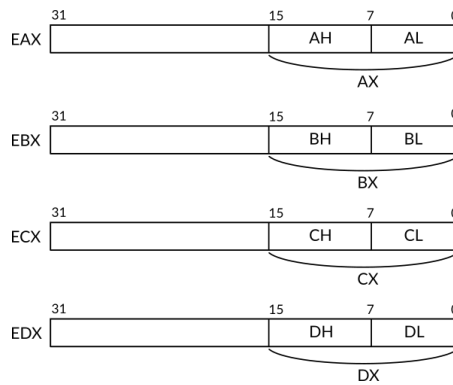 31 15 7 0
EAX AH AL
AX
31 15 7 0
EBX BH BL
BX
31 15 7 0
ECX CH CL
CX
31 15 7 0
EDX DH DL
DX